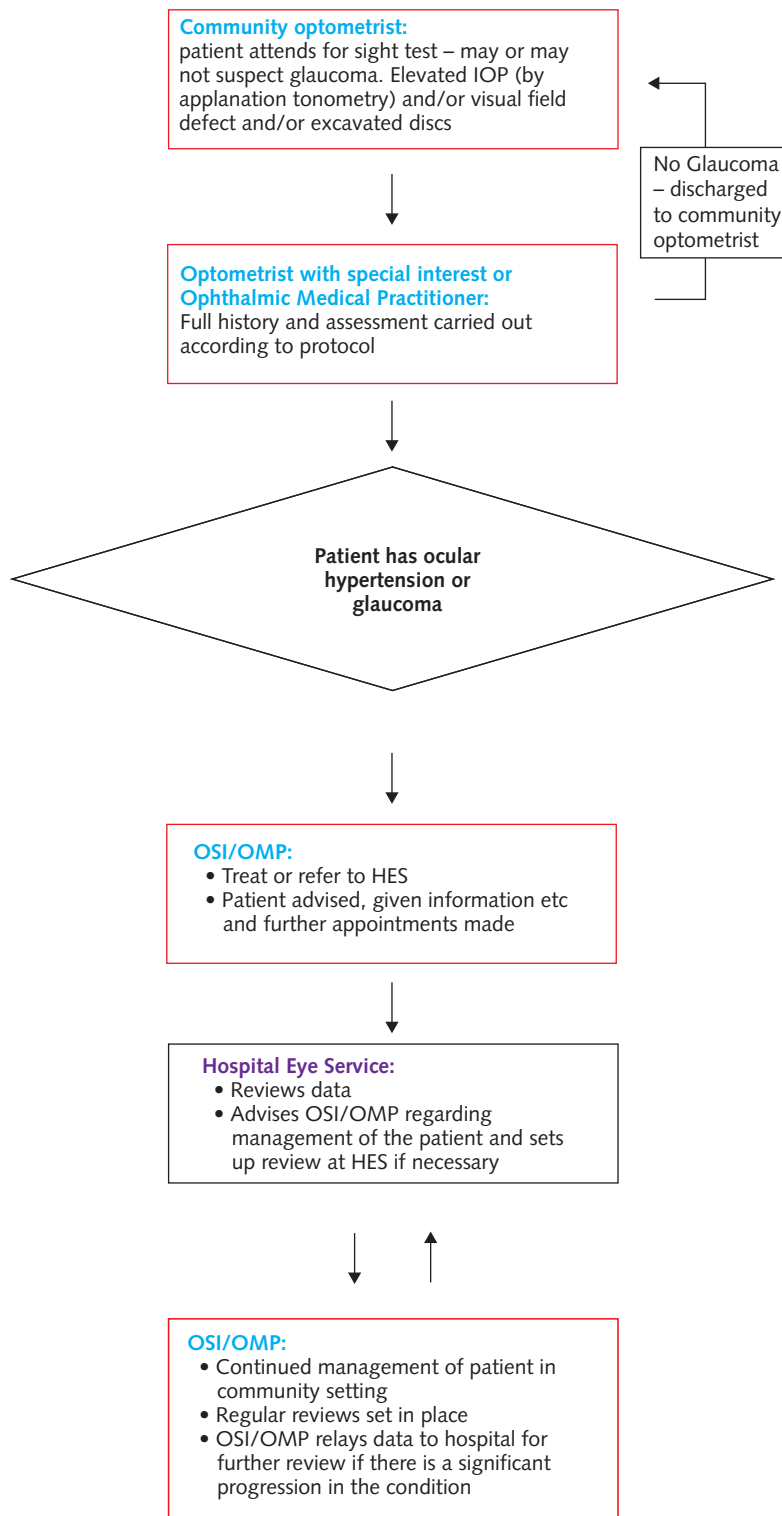 Community optometrist:
patient attends for sight test – may or may
not suspect glaucoma. Elevated IOP (by
applanation tonometry) and/or visual field
defect and/or excavated discs
No Glaucoma
– discharged
to community
optometrist
Optometrist with special interest or
Ophthalmic Medical Practitioner:
Full history and assessment carried out
according to protocol
Patient has ocular
hypertension or
glaucoma
OSI/OMP:
• Treat or refer to HES
• Patient advised, given information etc
and further appointments made
Hospital Eye Service:
• Reviews data
• Advises OSI/OMP regarding
management of the patient and sets
up review at HES if necessary
OSI/OMP:
• Continued management of patient in
community setting
• Regular reviews set in place
• OSI/OMP relays data to hospital for
further review if there is a significant
progression in the condition